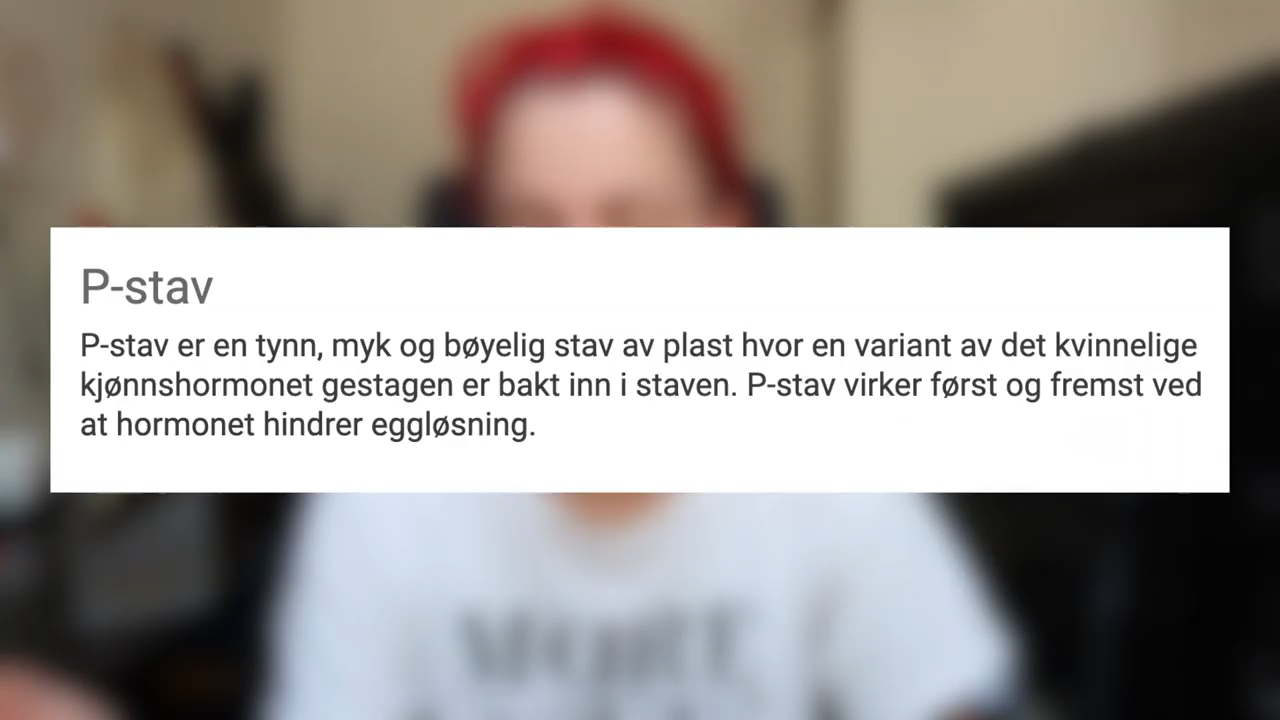 P-stav
P-stav er en tynn, myk og bøyelig stav av plast hvor en variant av det kvinnelige
kjønnshormonet gestagen er bakt inn i staven. P-stav virker først og fremst ved
at hormonet hindrer eggløsning.